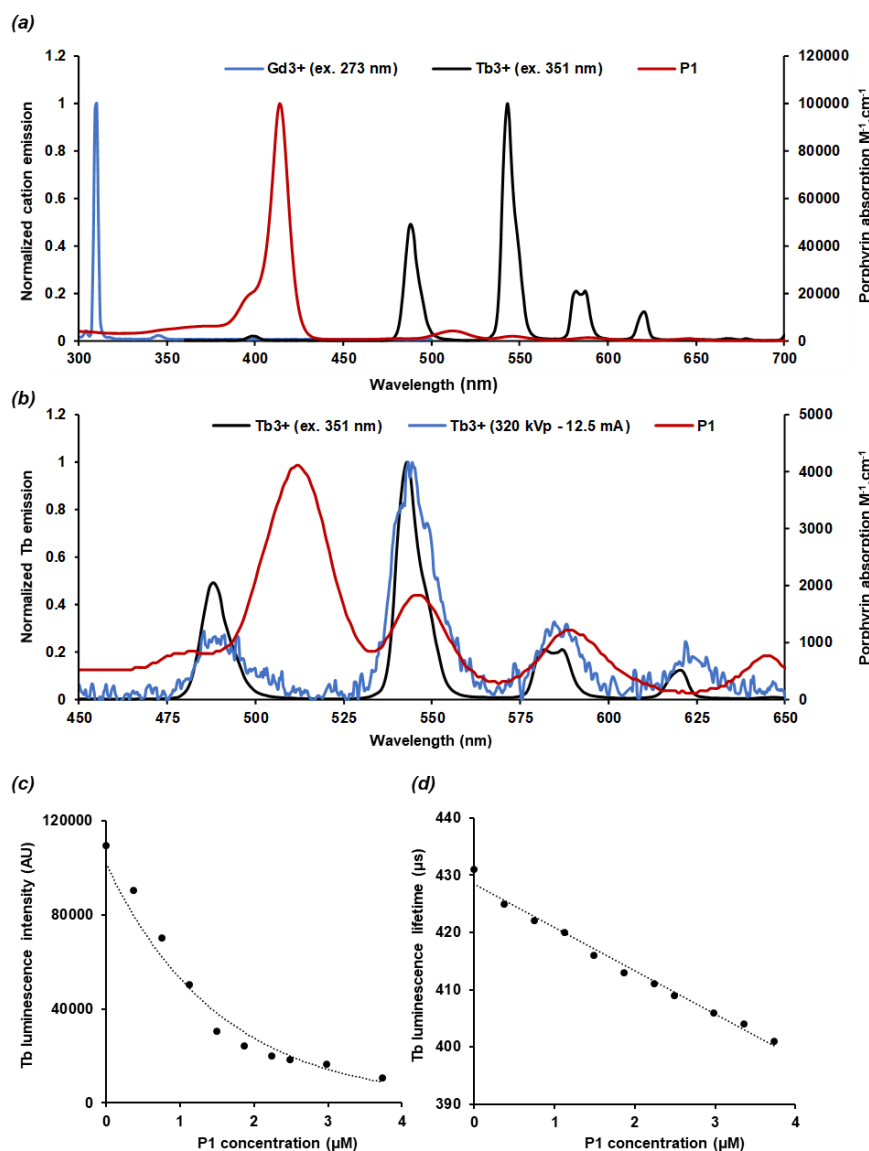 (a)
Gd3+ (ex. 273 nm) Tb3+ (ex. 351 nm) P1
Normalized cation emission
1.2
1
0.8
0.6
0.4
0.2
0
120000
100000
80000
60000
40000
20000
0
Porphyrin absorption M-1.cm-1
300 350 400 450 500 550 600 650 700
Wavelength (nm)
(b)
Tb3+ (ex. 351 nm) Tb3+ (320 kVp - 12.5 mA) P1
Normalized Tb emission
1.2
1
0.8
0.6
0.4
0.2
0
5000
4000
3000
2000
1000
0
Porphyrin absorption M-1.cm-1
450 475 500 525 550 575 600 625 650
Wavelength (nm)
(c)
Tb luminescence intensity (AU)
120000
80000
40000
0
0 1 2 3 4
P1 concentration (µM)
(d)
Tb luminescence lifetime (µs)
440
430
420
410
400
390
0 1 2 3 4
P1 concentration (µM)